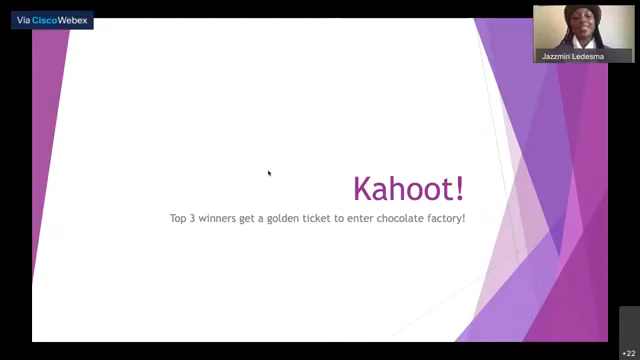 Via CiscoWebex
Jazzmin Ledesma
Kahoot!
Top 3 winners get a golden ticket to enter chocolate factory!
+22